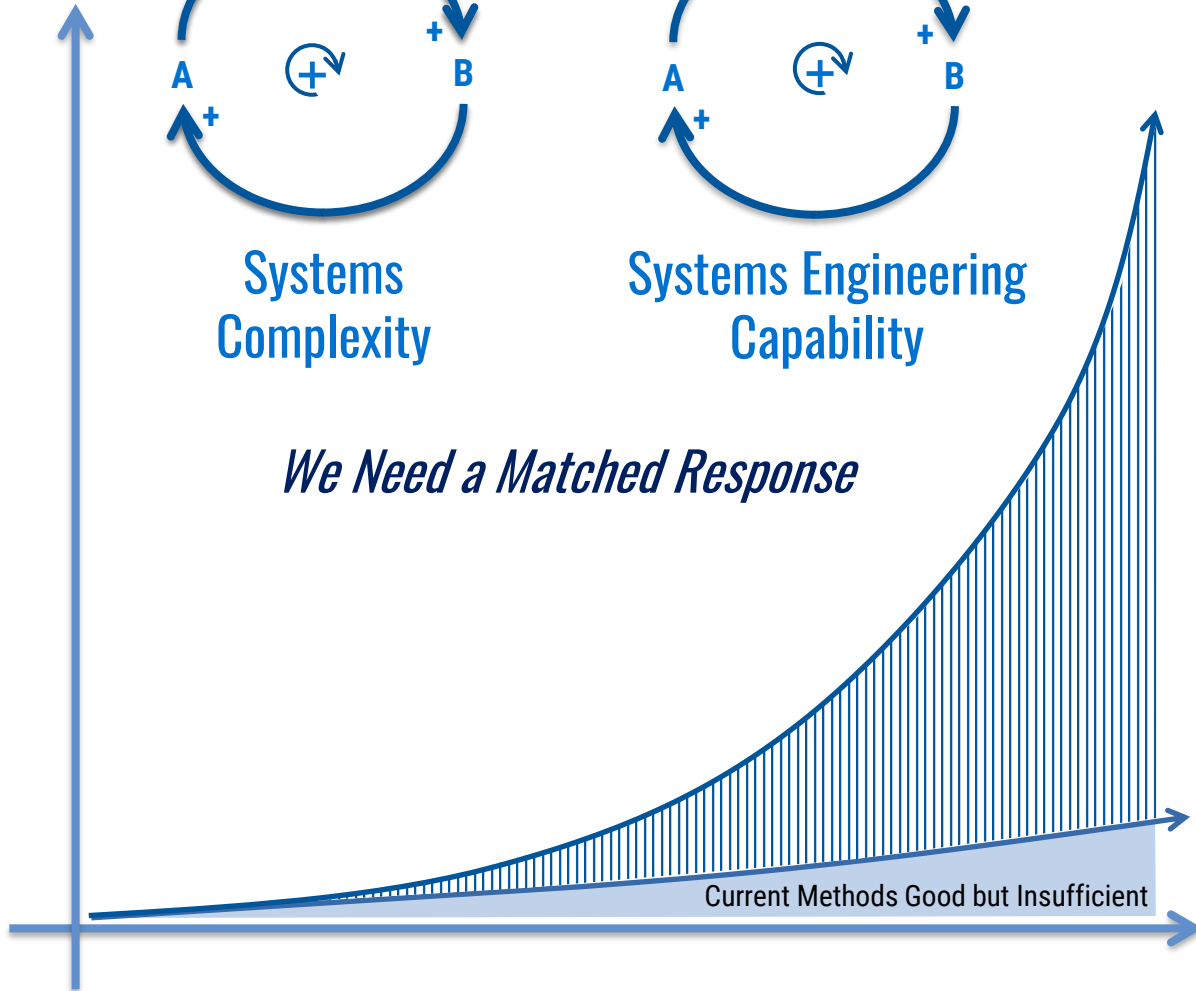 +
+
A
+
B
A
+
B
+
+
Systems
Complexity
Systems Engineering
Capability
We Need a Matched Response
Current Methods Good but Insufficient